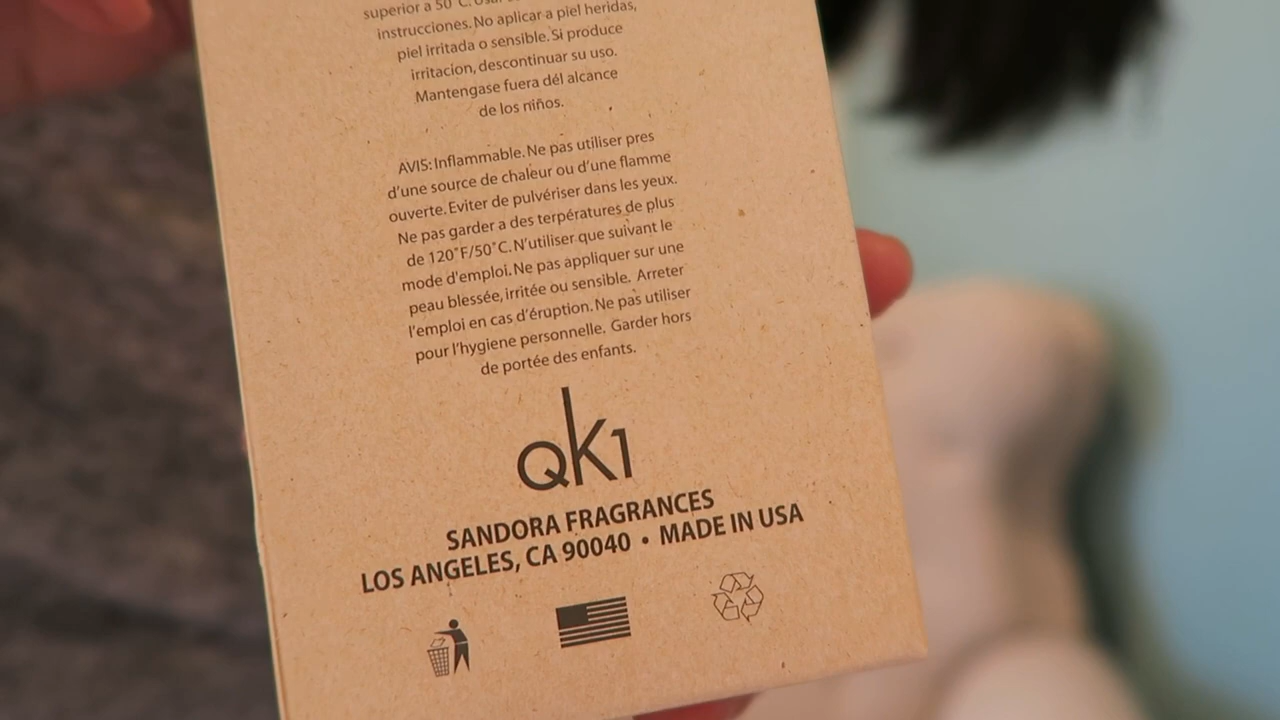 superior a 50°C. Usar
instrucciones. No aplicar a piel heridas,
piel irritada o sensible. Si produce
irritacion, descontinuar su uso.
Mantengase fuera dél alcance
de los niños.
AVIS: Inflammable. Ne pas utiliser pres
d'une source de chaleur ou d'une flamme
ouverte. Eviter de pulvériser dans les yeux.
Ne pas garder a des terpératures de plus
de 120°F/50°C. N'utiliser que suivant le
mode d'emploi. Ne pas appliquer sur une
peau blessée, irritée ou sensible. Arreter
l'emploi en cas d'éruption. Ne pas utiliser
pour l'hygiene personnelle. Garder hors
de portée des enfants.
QK1
SANDORA FRAGRANCES
LOS ANGELES, CA 90040 • MADE IN USA